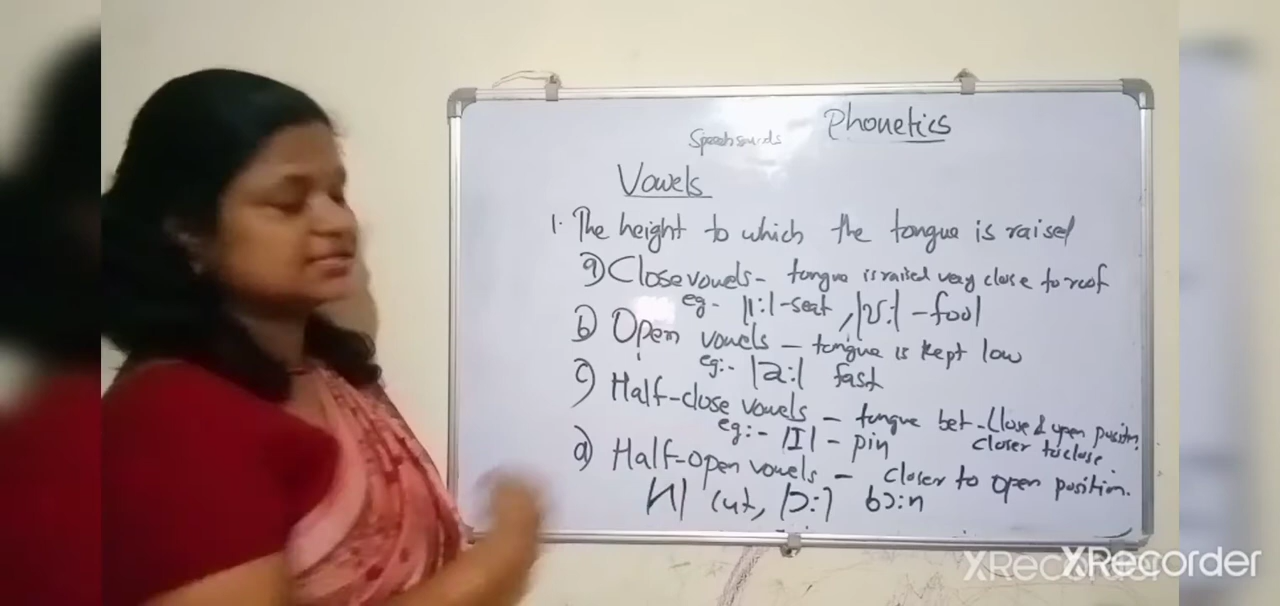 Phonetics
Speech sounds
Vowels
1. The height to which the tongue is raised
a) Close vowels - tongue is raised very close to roof
eg - |i:| - seat, |ʊ:| - fool
b) Open vowels - tongue is kept low
eg:- |a:| fast
c) Half-close vowels - tongue bet - close & open position,
closer to close.
eg:- |I| - pin
d) Half-open vowels - closer to open position.
|ʌ| cut, |ɔ:| bɔ:n
XRecorder
XRecorder